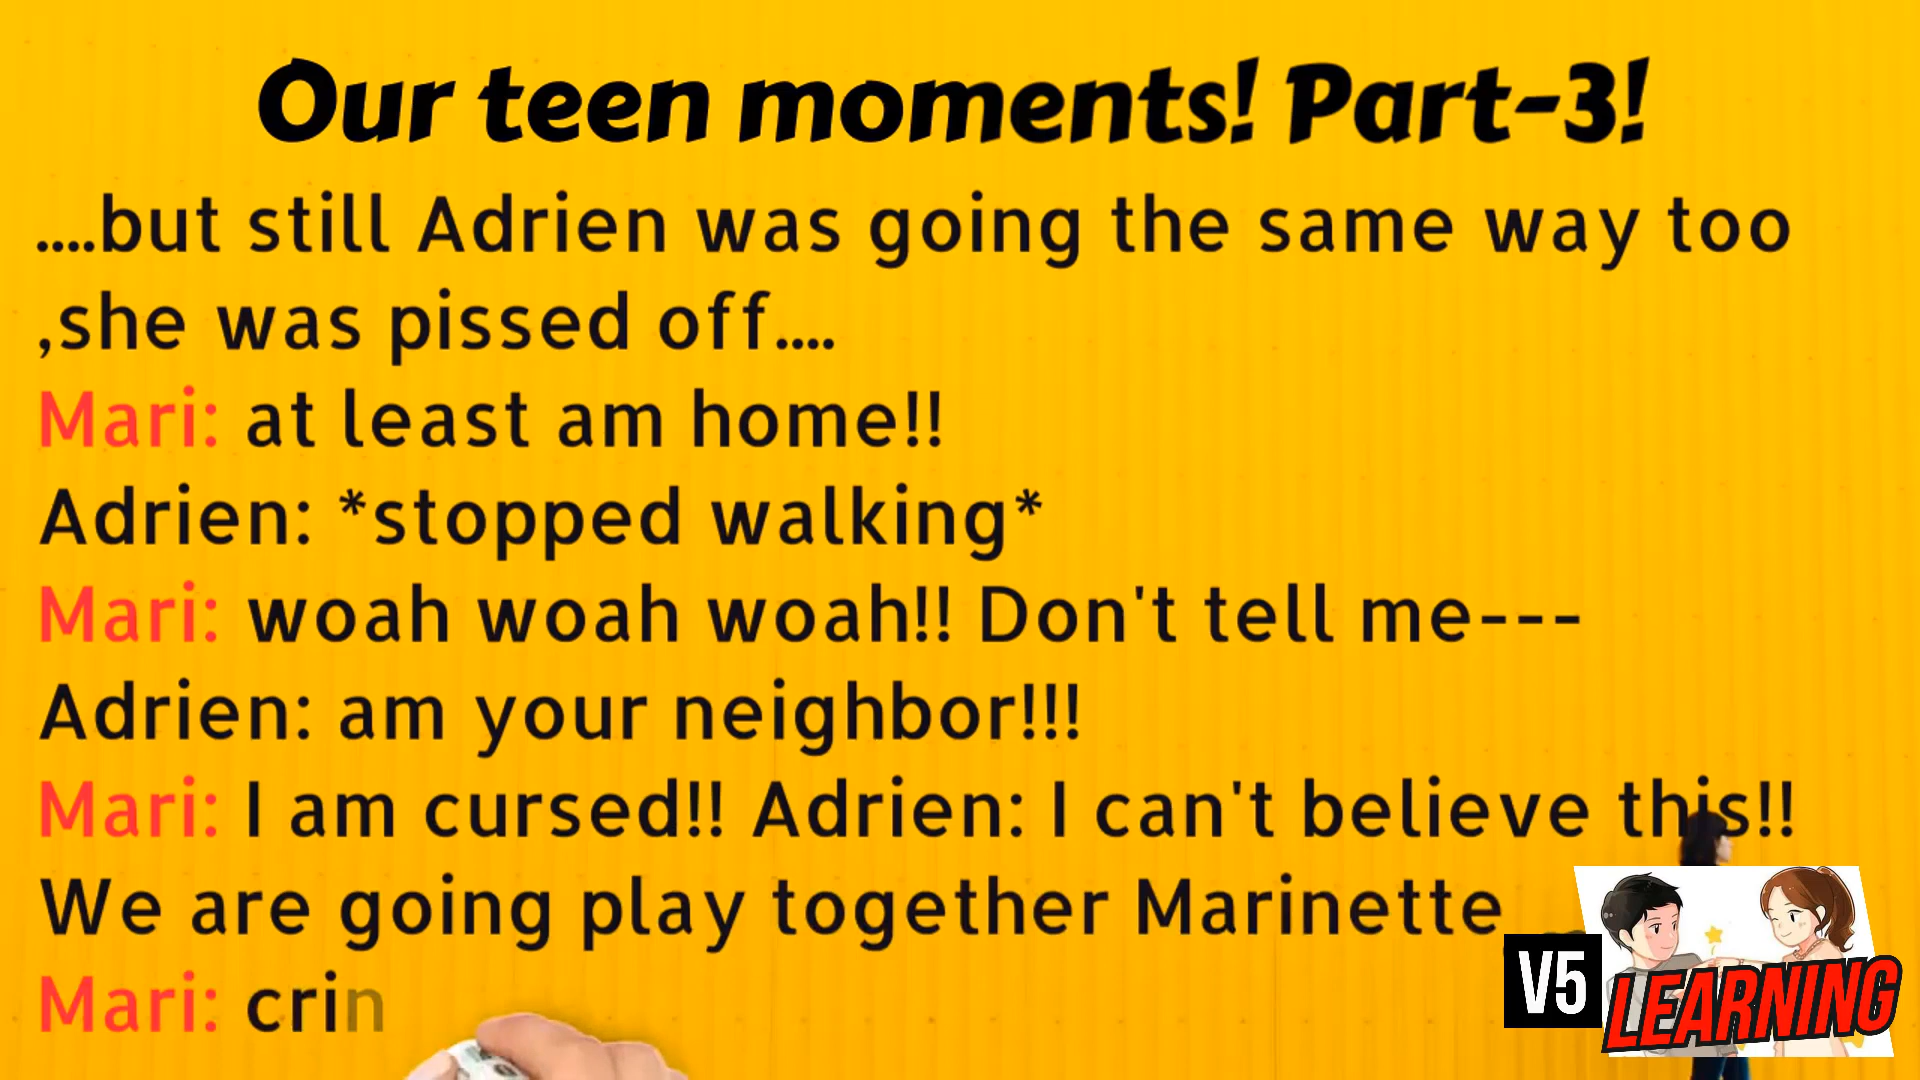 Our teen moments! Part-3!
....but still Adrien was going the same way too
,she was pissed off....
Mari: at least am home!!
Adrien: *stopped walking*
Mari: woah woah woah!! Don't tell me---
Adrien: am your neighbor!!!
Mari: I am cursed!! Adrien: I can't believe this!!
We are going play together Marinette
Mari: crin
V5
LEARNING